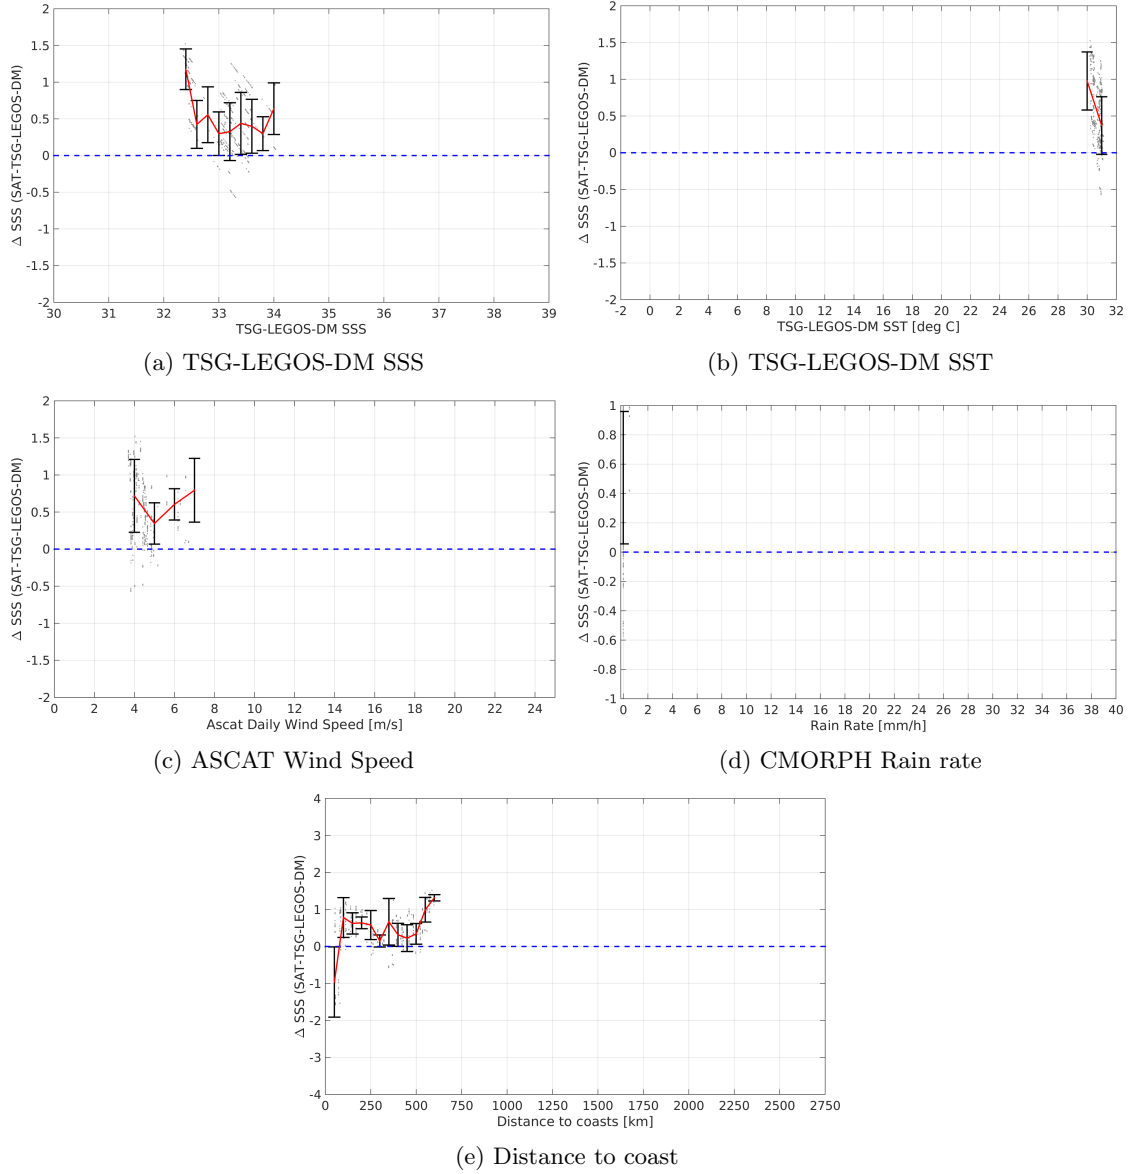 2
1.5
1
0.5
0
-0.5
-1
-1.5
-2
Δ SSS (SAT-TSG-LEGOS-DM)
30 31 32 33 34 35 36 37 38 39
TSG-LEGOS-DM SSS
(a) TSG-LEGOS-DM SSS
2
1.5
1
0.5
0
-0.5
-1
-1.5
-2
Δ SSS (SAT-TSG-LEGOS-DM)
-2 0 2 4 6 8 10 12 14 16 18 20 22 24 26 28 30 32
TSG-LEGOS-DM SST [deg C]
(b) TSG-LEGOS-DM SST
2
1.5
1
0.5
0
-0.5
-1
-1.5
-2
Δ SSS (SAT-TSG-LEGOS-DM)
0 2 4 6 8 10 12 14 16 18 20 22 24
Ascat Daily Wind Speed [m/s]
(c) ASCAT Wind Speed
1
0.8
0.6
0.4
0.2
0
-0.2
-0.4
-0.6
-0.8
-1
Δ SSS (SAT-TSG-LEGOS-DM)
0 2 4 6 8 10 12 14 16 18 20 22 24 26 28 30 32 34 36 38 40
Rain Rate [mm/h]
(d) CMORPH Rain rate
4
3
2
1
0
-1
-2
-3
-4
Δ SSS (SAT-TSG-LEGOS-DM)
0 250 500 750 1000 1250 1500 1750 2000 2250 2500 2750
Distance to coasts [km]
(e) Distance to coast